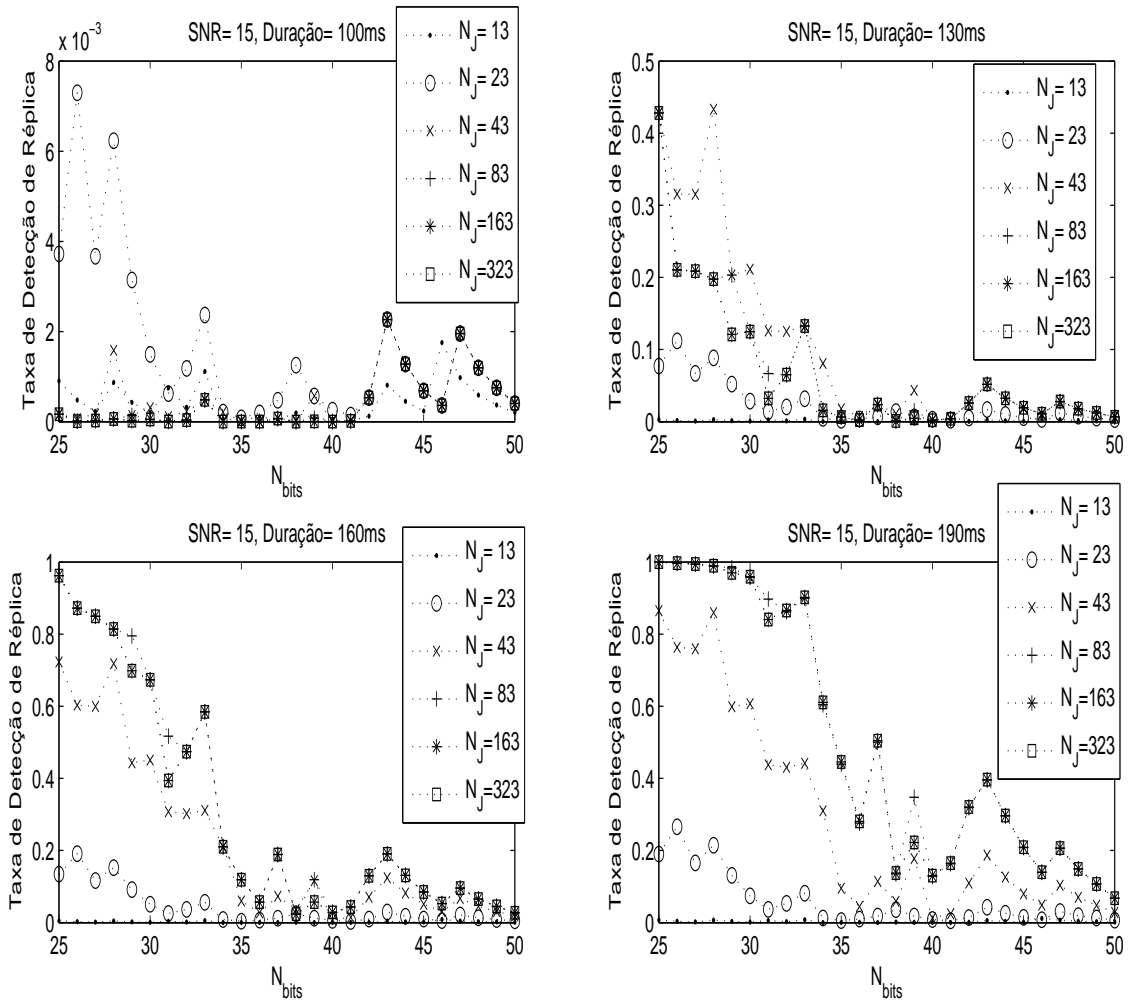 SNR= 15, Duração= 100ms
x 10⁻³
Taxa de Detecção de Réplica
8
6
4
2
0
25 30 35 40 45 50
N_bits
N_J= 13
N_J= 23
N_J= 43
N_J= 83
N_J=163
N_J=323
SNR= 15, Duração= 130ms
Taxa de Detecção de Réplica
0.5
0.4
0.3
0.2
0.1
0
25 30 35 40 45 50
N_bits
N_J= 13
N_J= 23
N_J= 43
N_J= 83
N_J=163
N_J=323
SNR= 15, Duração= 160ms
Taxa de Detecção de Réplica
1
0.8
0.6
0.4
0.2
0
25 30 35 40 45 50
N_bits
N_J= 13
N_J= 23
N_J= 43
N_J= 83
N_J=163
N_J=323
SNR= 15, Duração= 190ms
Taxa de Detecção de Réplica
1
0.8
0.6
0.4
0.2
0
25 30 35 40 45 50
N_bits
N_J= 13
N_J= 23
N_J= 43
N_J= 83
N_J=163
N_J=323